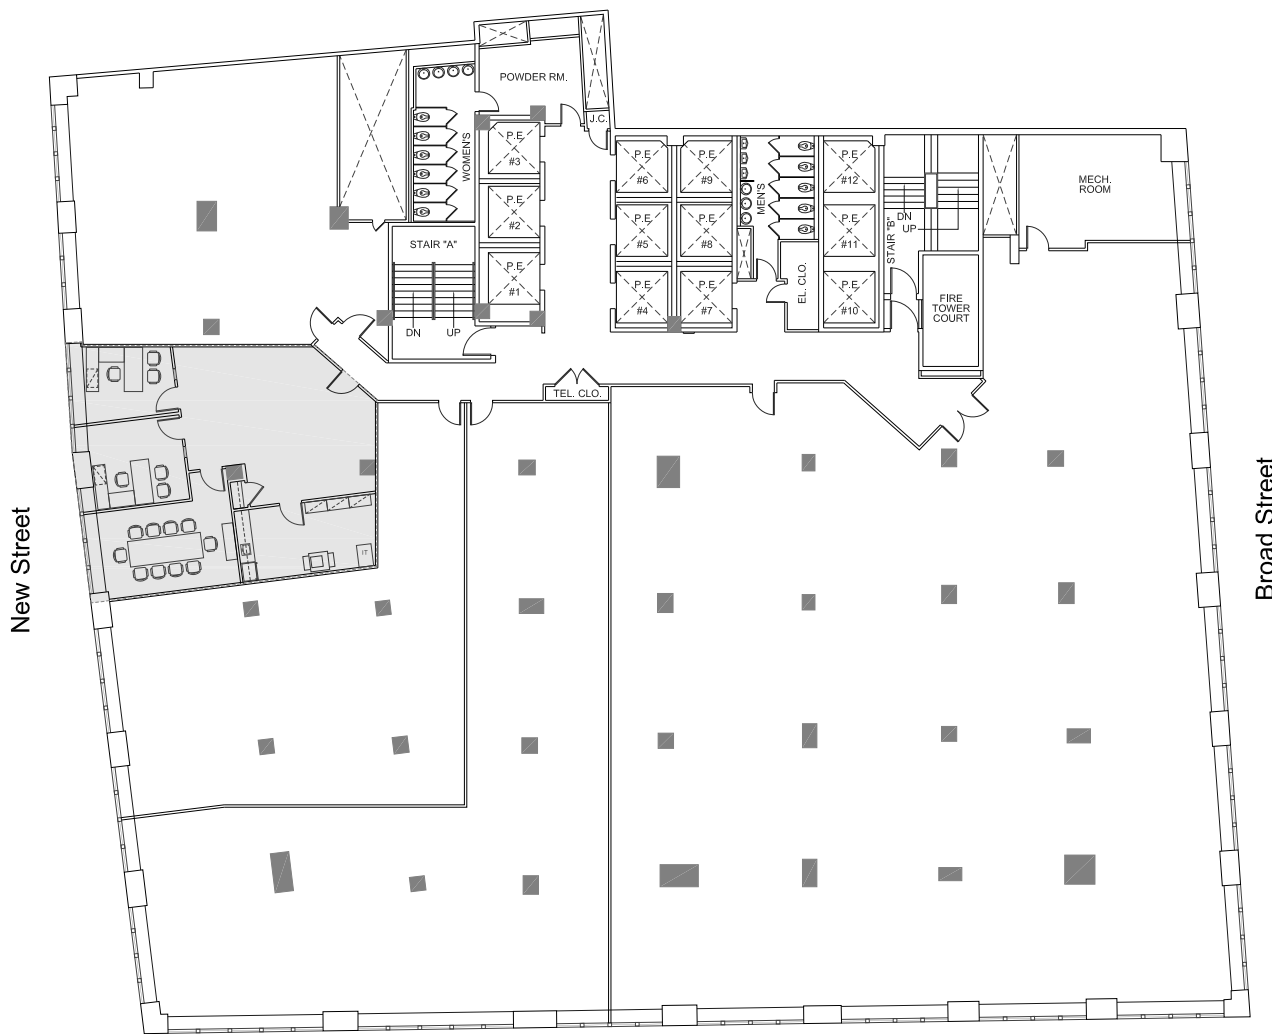 POWDER RM.
J.C.
WOMEN'S
P.E
#3
P.E
#2
P.E
#1
P.E
#6
P.E
#9
P.E
#5
P.E
#8
P.E
#4
P.E
#7
MEN'S
EL. CLO.
P.E
#12
P.E
#11
P.E
#10
STAIR "B"
DN
UP
MECH.
ROOM
FIRE
TOWER
COURT
STAIR "A"
DN
UP
TEL. CLO.
IT
New Street
Broad Street